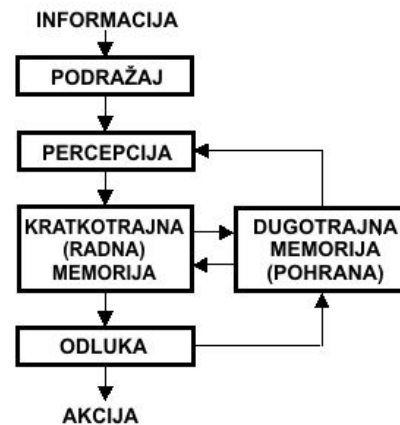 INFORMACIJA
PODRAŽAJ
PERCEPCIJA
KRATKOTRAJNA
(RADNA)
MEMORIJA
DUGOTRAJNA
MEMORIJA
(POHRANA)
ODLUKA
AKCIJA